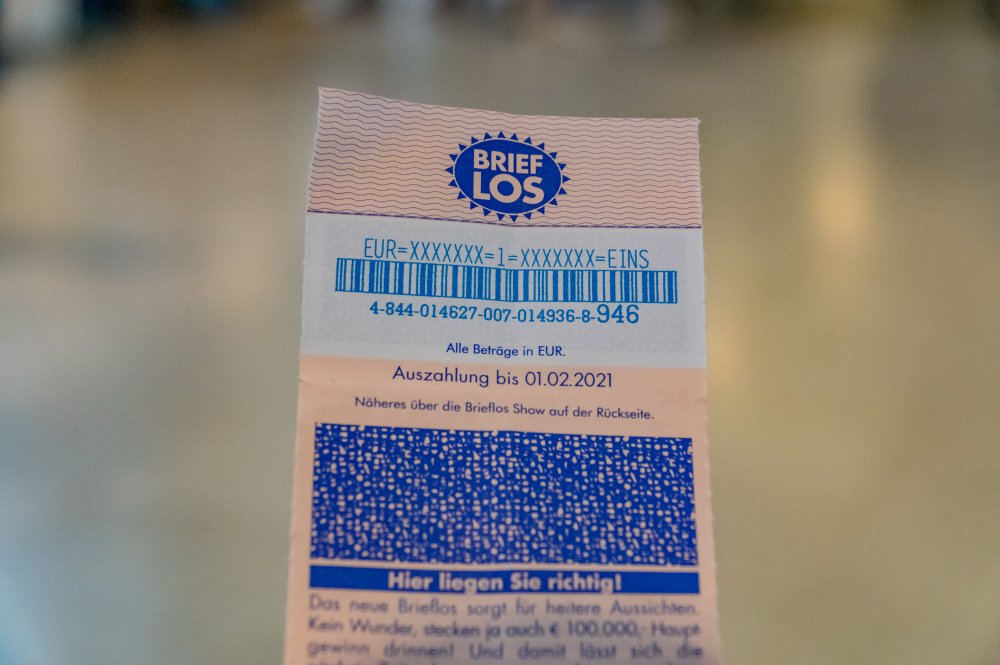 BRIEF
LOS
EUR=XXXXXXX=1=XXXXXXX=EINS
4-844-014627-007-014936-8-946
Alle Beträge in EUR.
Auszahlung bis 01.02.2021
Näheres über die Brieflos Show auf der Rückseite.
Hier liegen Sie richtig!
Das neue Brieflos sorgt für heitere Aussichten.
Kein Wunder, stecken ja auch € 100.000,- Haupt-
gewinn drinnen! Und damit lässt sich die